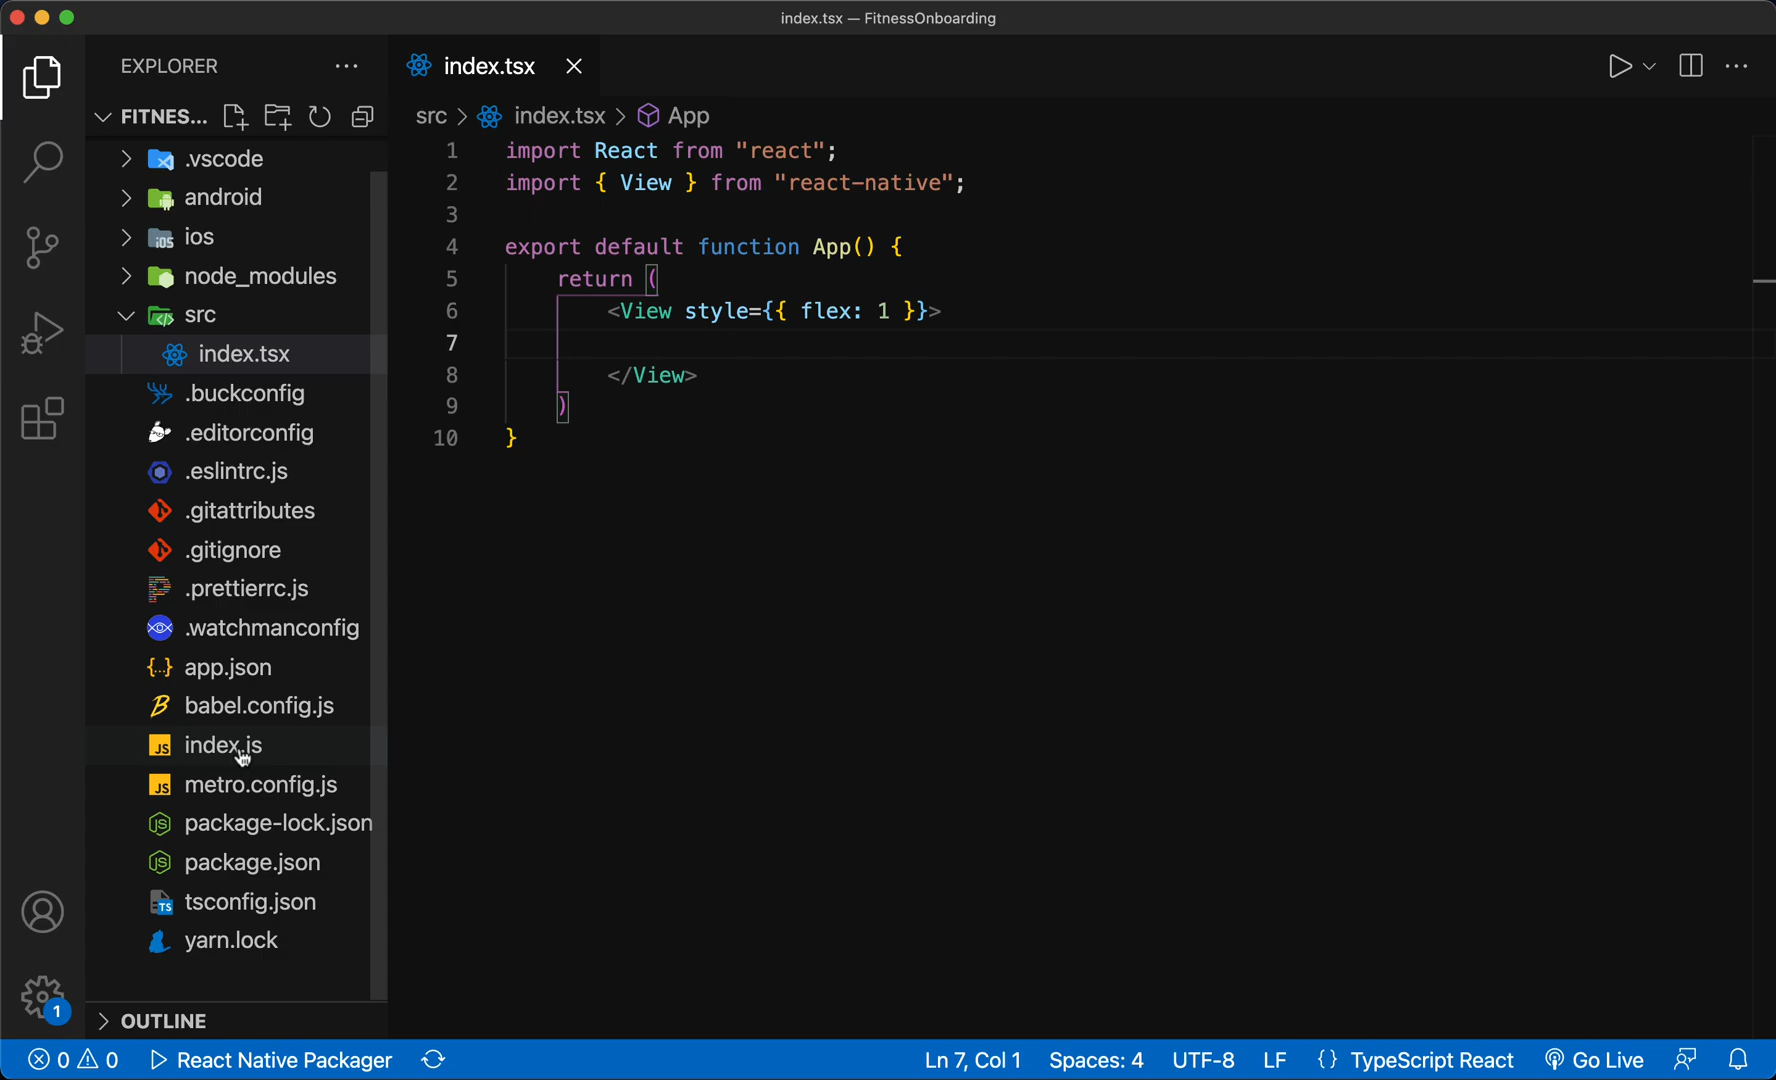 index.tsx — FitnessOnboarding
EXPLORER
index.tsx
FITNES...
src > index.tsx > App
.vscode
android
ios
node_modules
src
index.tsx
.buckconfig
.editorconfig
.eslintrc.js
.gitattributes
.gitignore
.prettierrc.js
.watchmanconfig
app.json
babel.config.js
index.js
metro.config.js
package-lock.json
package.json
tsconfig.json
yarn.lock
OUTLINE
1 import React from "react";
2 import { View } from "react-native";
3
4 export default function App() {
5 return (
6 <View style={{ flex: 1 }}>
7
8 </View>
9 )
10 }
1
0 0 React Native Packager Ln 7, Col 1 Spaces: 4 UTF-8 LF {} TypeScript React Go Live